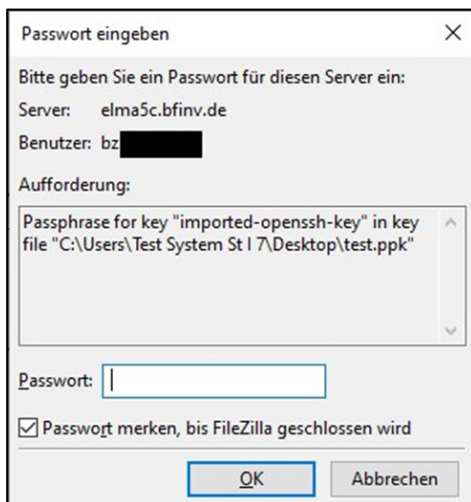 Passwort eingeben
Bitte geben Sie ein Passwort für diesen Server ein:
Server: elma5c.bfinv.de
Benutzer: bz
Aufforderung:
Passphrase for key "imported-openssh-key" in key
file "C:\Users\Test System St I 7\Desktop\test.ppk"
Passwort:
Passwort merken, bis FileZilla geschlossen wird
OK Abbrechen